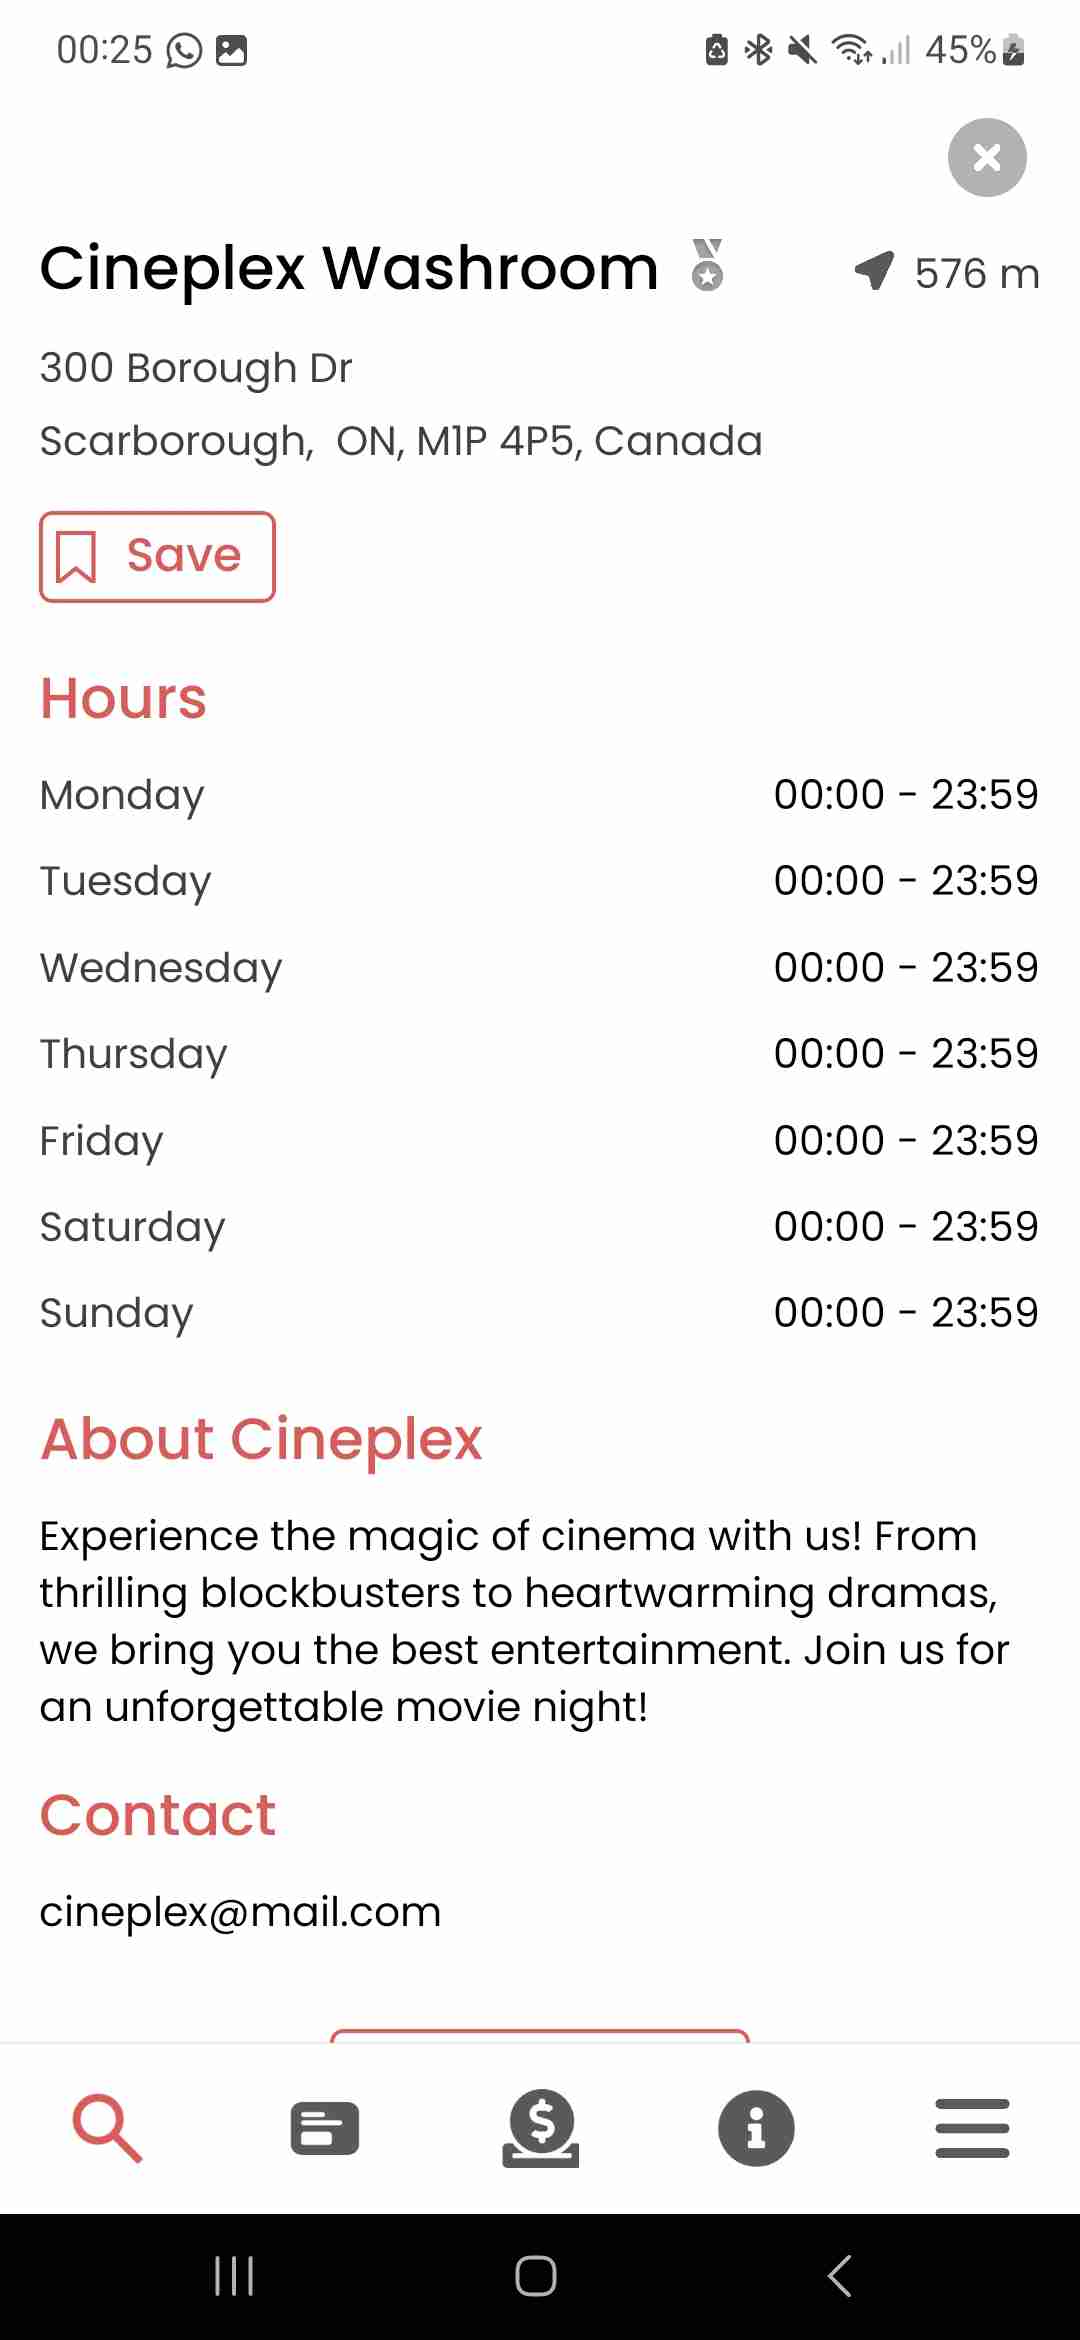 00:25
45%
Cineplex Washroom
576 m
300 Borough Dr
Scarborough,  ON, M1P 4P5, Canada
Save
Hours
Monday 00:00 - 23:59
Tuesday 00:00 - 23:59
Wednesday 00:00 - 23:59
Thursday 00:00 - 23:59
Friday 00:00 - 23:59
Saturday 00:00 - 23:59
Sunday 00:00 - 23:59
About Cineplex
Experience the magic of cinema with us! From
thrilling blockbusters to heartwarming dramas,
we bring you the best entertainment. Join us for
an unforgettable movie night!
Contact
cineplex@mail.com